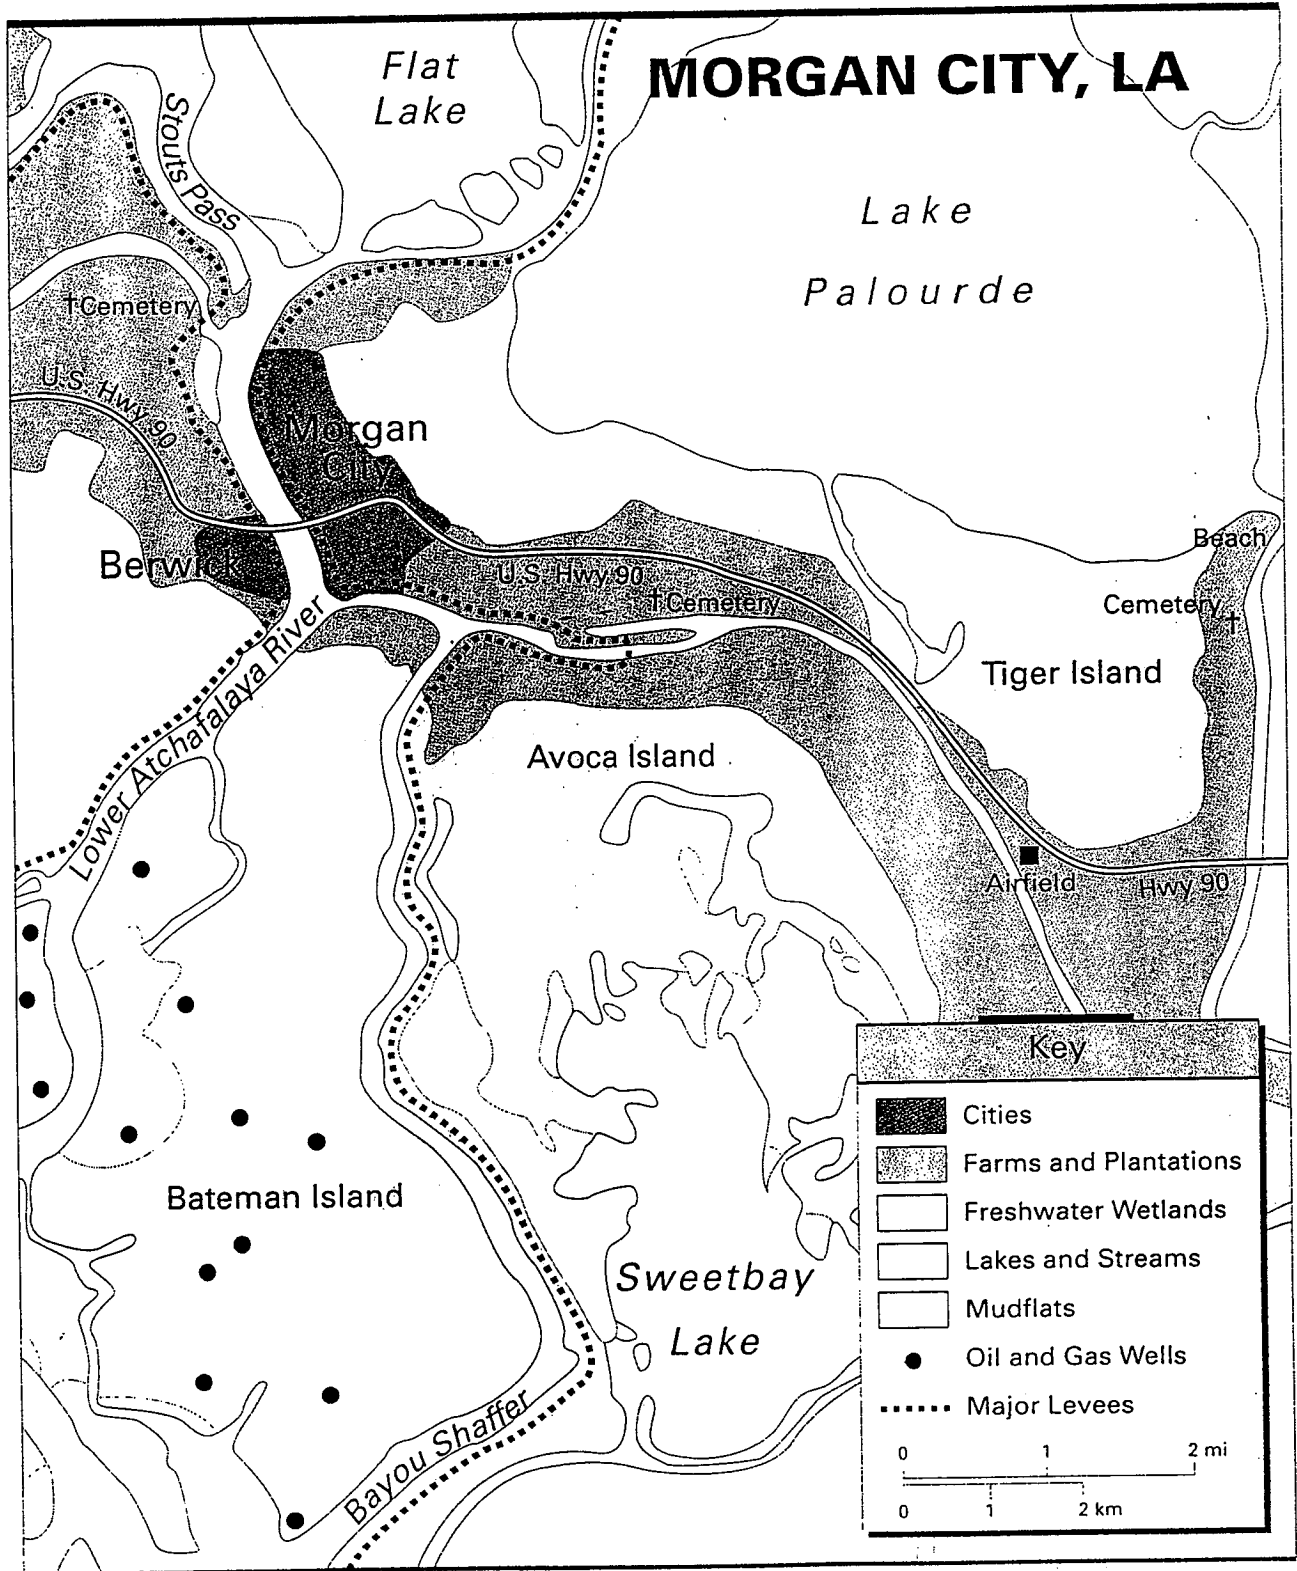 MORGAN CITY, LA
Flat
Lake
Stouts Pass
Lake
Palourde
†Cemetery
U.S. Hwy 90
Morgan
City
Berwick
U.S. Hwy 90
†Cemetery
Beach
Cemetery
†
Tiger Island
Lower Atchafalaya River
Avoca Island
Airfield
Hwy 90
Bateman Island
Sweetbay
Lake
Bayou Shaffer
Key
Cities
Farms and Plantations
Freshwater Wetlands
Lakes and Streams
Mudflats
Oil and Gas Wells
Major Levees
0 1 2 mi
0 1 2 km